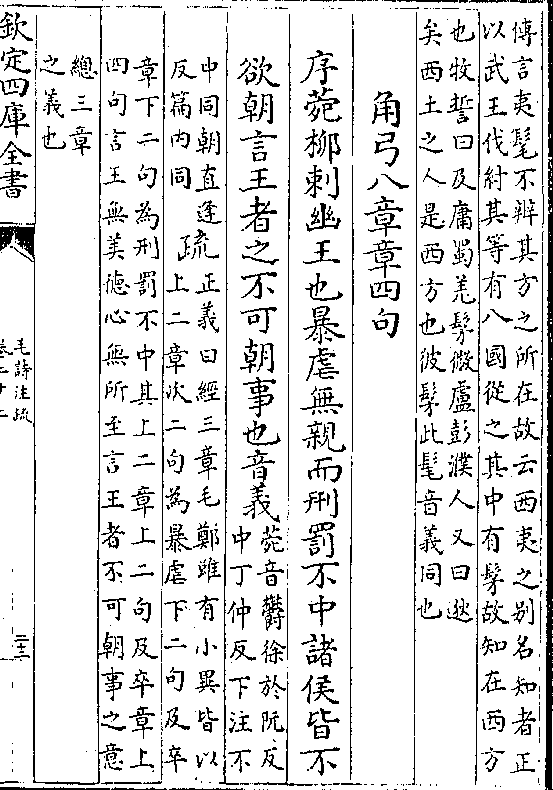 傳言夷髦不辨其方之所在故云西夷之别名知者正
以武王伐紂其等有八國從之其中有髳故知在西方
也牧誓曰及庸蜀羌髳微盧彭濮人又曰逖
矣西土之人是西方也彼髳此髦音義同也
角弓八章章四句
序菀柳刺幽王也暴虐無親而刑罰不中諸侯皆不
欲朝言王者之不可朝事也音義
菀音鬱徐於阮反
中丁仲反下注不
中同朝直遥
反篇内同
疏
正義曰經三章毛鄭雖有小異皆以
上二章次二句為暴虐下二句及卒
章下二句為刑罰不中其上二章上二句及卒章上
四句言王無美德心無所至言王者不可朝事之意
總三章
之義也
欽定四庫全書
毛詩注疏
卷二十二
二十三